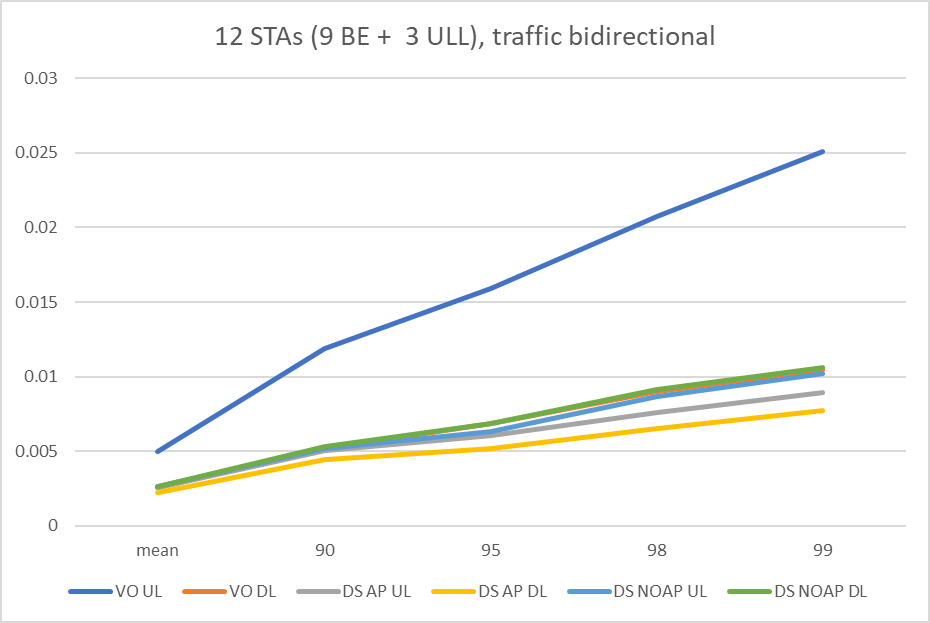 12 STAs (9 BE +  3 ULL), traffic bidirectional
0.03
0.025
0.02
0.015
0.01
0.005
0
mean 90 95 98 99
VO UL VO DL DS AP UL DS AP DL DS NOAP UL DS NOAP DL